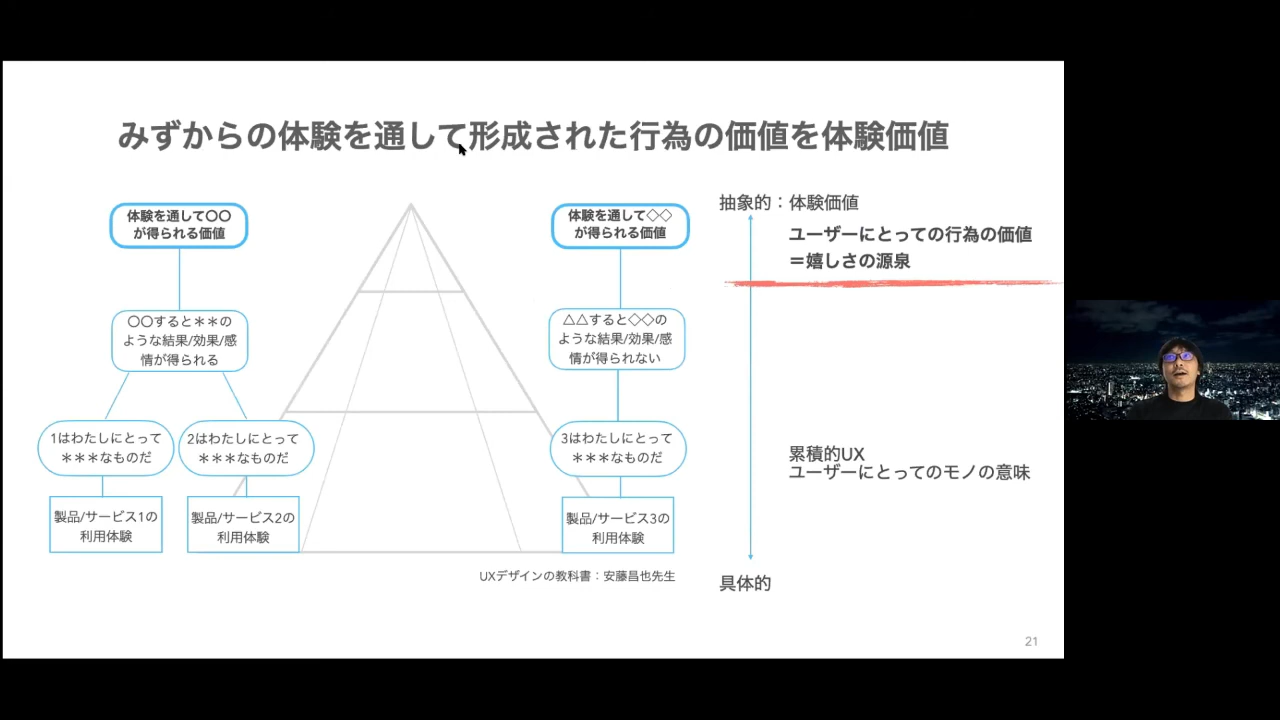 みずからの体験を通して形成された行為の価値を体験価値
体験を通して〇〇
が得られる価値
〇〇すると＊＊の
ような結果/効果/感
情が得られる
1はわたしにとって
＊＊＊なものだ
2はわたしにとって
＊＊＊なものだ
製品/サービス1の
利用体験
製品/サービス2の
利用体験
体験を通して◇◇
が得られる価値
△△すると◇◇の
ような結果/効果/感
情が得られない
3はわたしにとって
＊＊＊なものだ
製品/サービス3の
利用体験
UXデザインの教科書：安藤昌也先生
抽象的：体験価値
ユーザーにとっての行為の価値
＝嬉しさの源泉
累積的UX
ユーザーにとってのモノの意味
具体的
21